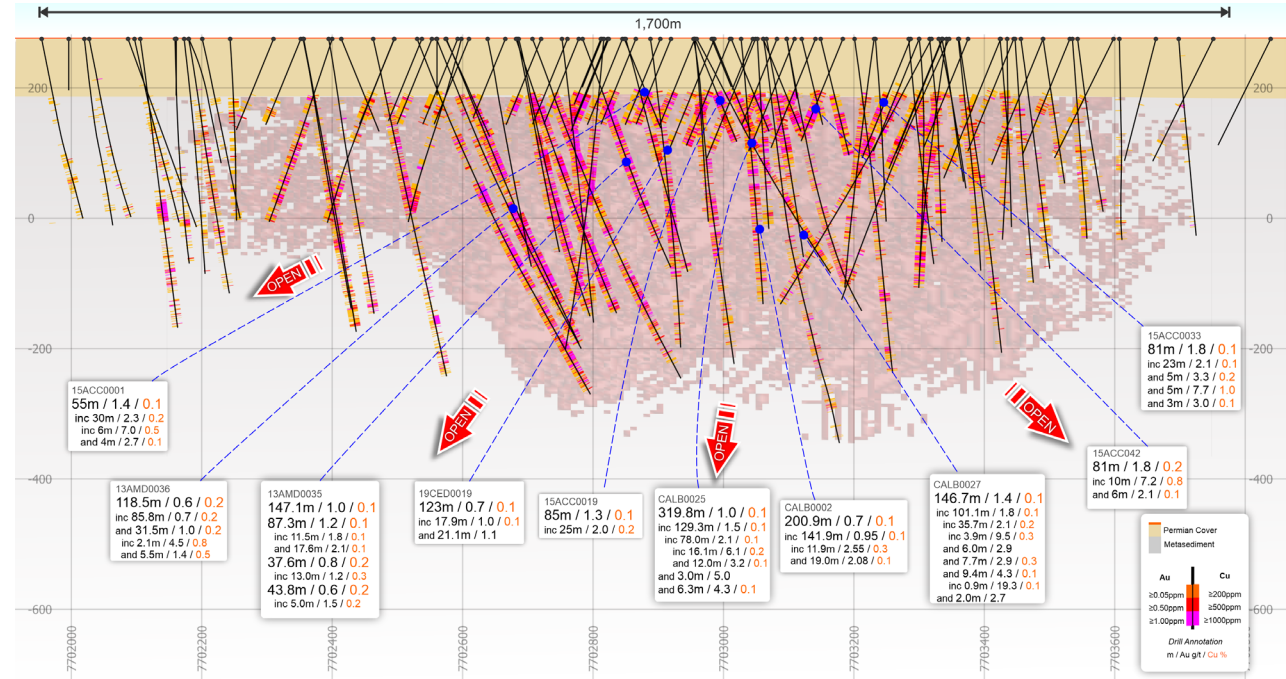 1,700m
200
200
0
0
-200
-200
-400
-400
-600
-600
OPEN
OPEN
OPEN
OPEN
15ACC0001
55m / 1.4 / 0.1
inc 30m / 2.3 / 0.2
inc 6m / 7.0 / 0.5
and 4m / 2.7 / 0.1
13AMD0036
118.5m / 0.6 / 0.2
inc 85.8m / 0.7 / 0.2
and 31.5m / 1.0 / 0.2
inc 2.1m / 4.5 / 0.8
and 5.5m / 1.4 / 0.5
13AMD0035
147.1m / 1.0 / 0.1
87.3m / 1.2 / 0.1
inc 11.5m / 1.8 / 0.1
and 17.6m / 2.1/ 0.1
37.6m / 0.8 / 0.2
inc 13.0m / 1.2 / 0.3
43.8m / 0.6 / 0.2
inc 5.0m / 1.5 / 0.2
19CED0019
123m / 0.7 / 0.1
inc 17.9m / 1.0 / 0.1
and 21.1m / 1.1
15ACC0019
85m / 1.3 / 0.1
inc 25m / 2.0 / 0.2
CALB0025
319.8m / 1.0 / 0.1
inc 129.3m / 1.5 / 0.1
inc 78.0m / 2.1 / 0.1
inc 16.1m / 6.1 / 0.2
and 12.0m / 3.2 / 0.1
and 3.0m / 5.0
and 6.3m / 4.3 / 0.1
CALB0002
200.9m / 0.7 / 0.1
inc 141.9m / 0.95 / 0.1
inc 11.9m / 2.55 / 0.3
and 19.0m / 2.08 / 0.1
CALB0027
146.7m / 1.4 / 0.1
inc 101.1m / 1.8 / 0.1
inc 35.7m / 2.1 / 0.2
inc 3.9m / 9.5 / 0.3
and 6.0m / 2.9
and 7.7m / 2.9 / 0.3
and 9.4m / 4.3 / 0.1
inc 0.9m / 19.3 / 0.1
and 2.0m / 2.7
15ACC042
81m / 1.8 / 0.2
inc 10m / 7.2 / 0.8
and 6m / 2.1 / 0.1
15ACC0033
81m / 1.8 / 0.1
inc 23m / 2.1 / 0.1
and 5m / 3.3 / 0.2
and 5m / 7.7 / 1.0
and 3m / 3.0 / 0.1
Permian Cover
Metasediment
Au Cu
≥0.05ppm ≥200ppm
≥0.50ppm ≥500ppm
≥1.00ppm ≥1000ppm
Drill Annotation
m / Au g/t / Cu %
7702000
7702200
7702400
7702600
7702800
7703000
7703200
7703400
7703600